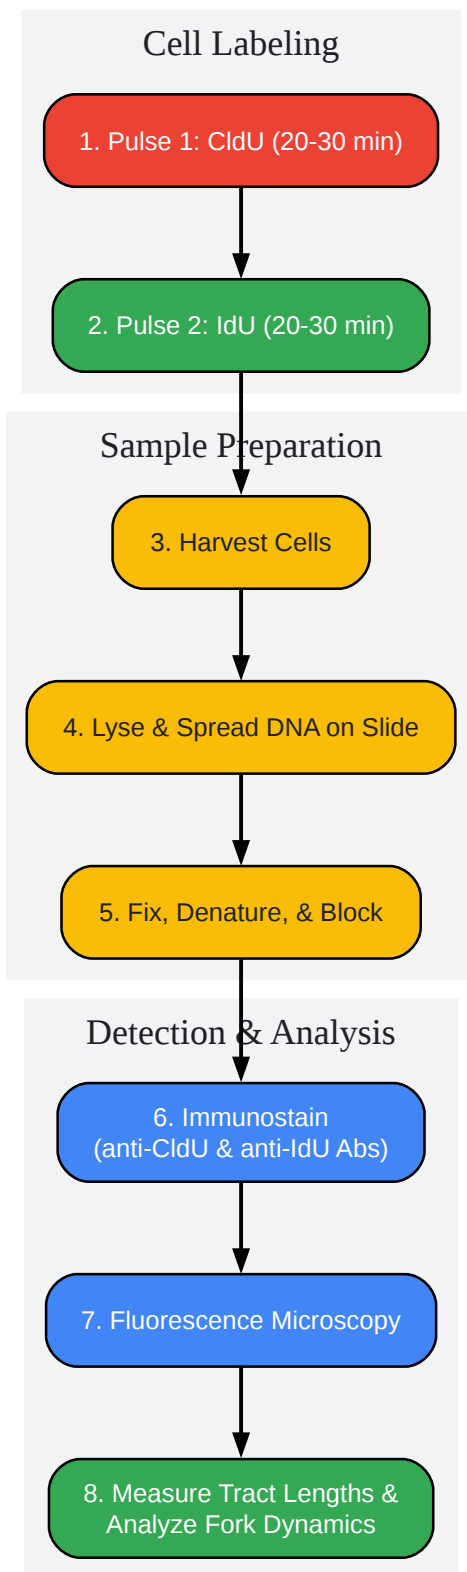 Cell Labeling
1. Pulse 1: CldU (20-30 min)
2. Pulse 2: IdU (20-30 min)
Sample Preparation
3. Harvest Cells
4. Lyse & Spread DNA on Slide
5. Fix, Denature, & Block
Detection & Analysis
6. Immunostain
(anti-CldU & anti-IdU Abs)
7. Fluorescence Microscopy
8. Measure Tract Lengths &
Analyze Fork Dynamics